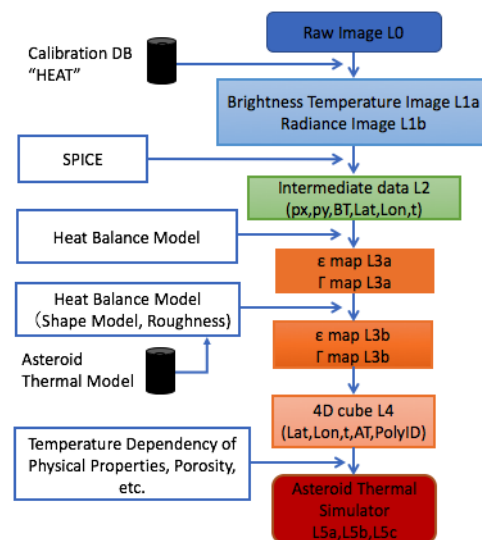 Raw Image L0
Calibration DB
“HEAT”
Brightness Temperature Image L1a
Radiance Image L1b
SPICE
Intermediate data L2
(px,py,BT,Lat,Lon,t)
Heat Balance Model
ε map L3a
Γ map L3a
Heat Balance Model
(Shape Model, Roughness)
ε map L3b
Γ map L3b
Asteroid
Thermal Model
4D cube L4
(Lat,Lon,t,AT,PolyID)
Temperature Dependency of
Physical Properties, Porosity,
etc.
Asteroid Thermal
Simulator
L5a,L5b,L5c